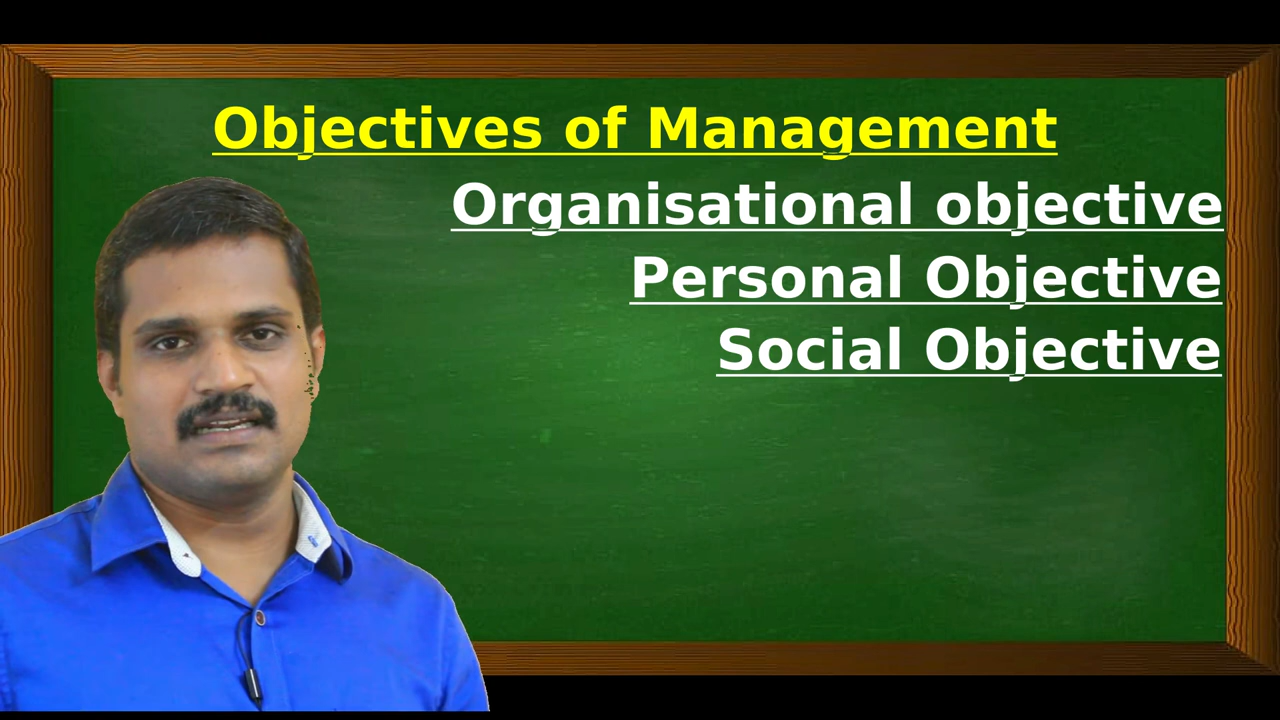 Objectives of Management
Organisational objective
Personal Objective
Social Objective